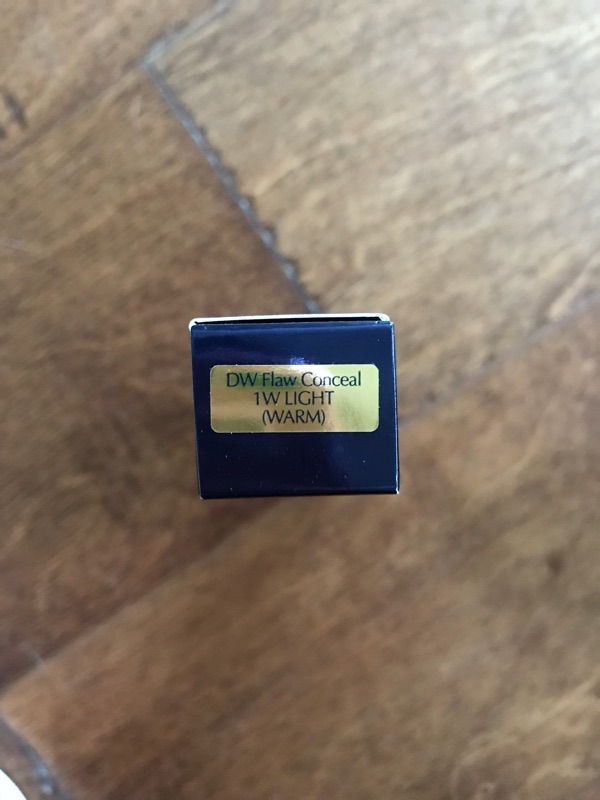 DW Flaw Conceal
1W LIGHT
(WARM)